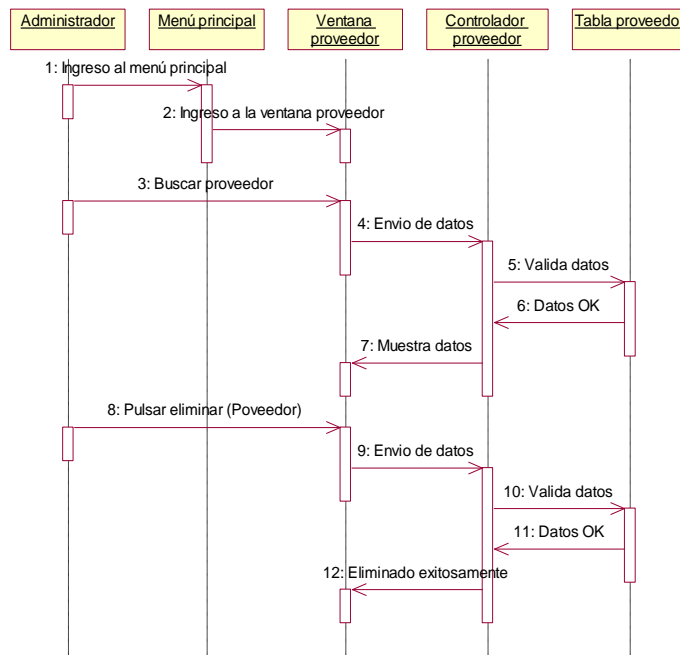 Administrador
Menú principal
Ventana
proveedor
Controlador
proveedor
Tabla proveedor
1: Ingreso al menú principal
2: Ingreso a la ventana proveedor
3: Buscar proveedor
4: Envio de datos
5: Valida datos
6: Datos OK
7: Muestra datos
8: Pulsar eliminar (Poveedor)
9: Envio de datos
10: Valida datos
11: Datos OK
12: Eliminado exitosamente